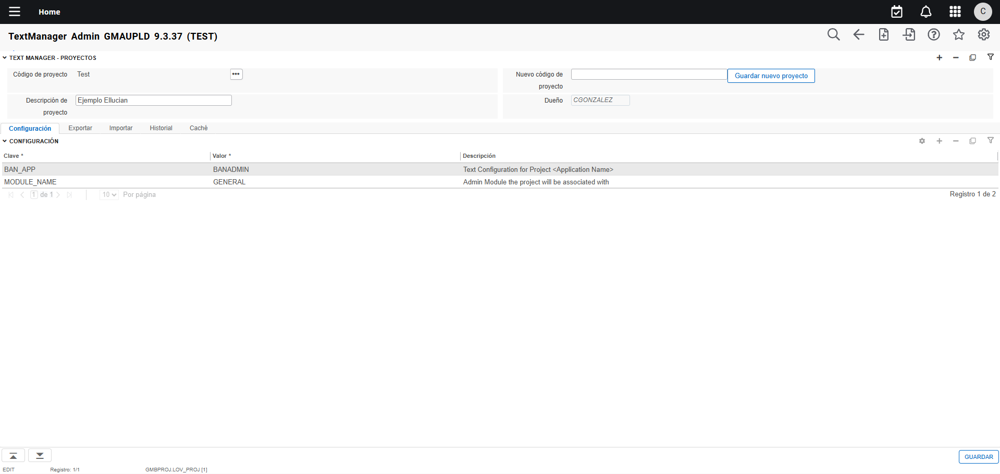 Home
C
TextManager Admin GMAUPLD 9.3.37 (TEST)
TEXT MANAGER - PROYECTOS
Código de proyecto Test
Nuevo código de proyecto Guardar nuevo proyecto
Descripción de proyecto Ejemplo Ellucian
Dueño CGONZALEZ
Configuración Exportar Importar Historial Caché
CONFIGURACIÓN
Clave * Valor * Descripción
BAN_APP BANADMIN Text Configuration for Project <Application Name>
MODULE_NAME GENERAL Admin Module the project will be associated with
1 de 1 10 Por página Registro 1 de 2
GUARDAR
EDIT Registro: 1/1 GMBPROJ.LOV_PROJ [1]